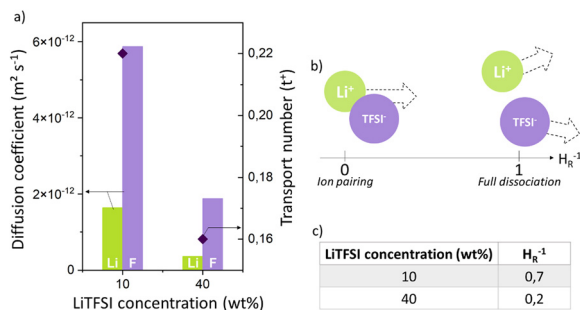 a)
Diffusion coefficient (m² s⁻¹)
6×10⁻¹²
4×10⁻¹²
2×10⁻¹²
0
Li
F
Li
F
10
40
LiTFSI concentration (wt%)
0,22
0,20
0,18
0,16
Transport number (t⁺)
b)
Li⁺
TFSI⁻
Li⁺
TFSI⁻
0
1
H_R⁻¹
Ion pairing
Full dissociation
c)
LiTFSI concentration (wt%) H_R⁻¹
10 0,7
40 0,2